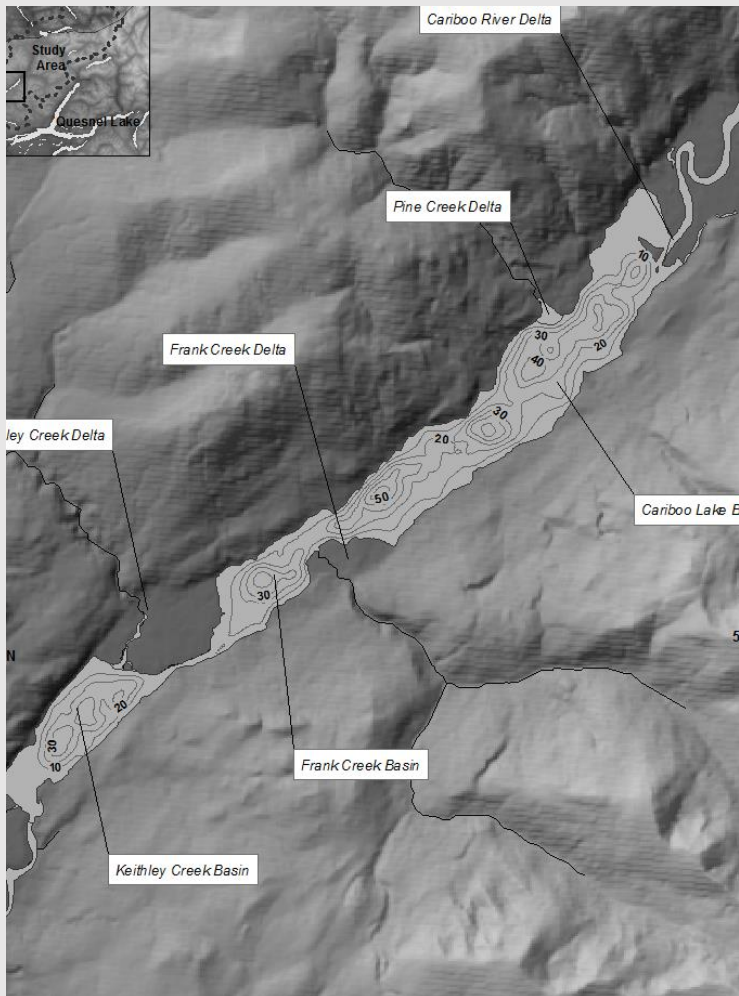 Cariboo River Delta
Study
Area
Quesnel Lake
Pine Creek Delta
10
30
20
40
Frank Creek Delta
30
20
ley Creek Delta
50
Cariboo Lake B
30
5
N
20
30
Frank Creek Basin
10
Keithley Creek Basin